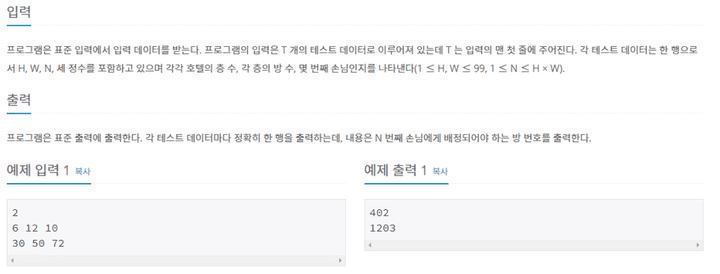 입력
프로그램은 표준 입력에서 입력 데이터를 받는다. 프로그램의 입력은 T 개의 테스트 데이터로 이루어져 있는데 T 는 입력의 맨 첫 줄에 주어진다. 각 테스트 데이터는 한 행으로
서 H, W, N, 세 정수를 포함하고 있으며 각각 호텔의 층 수, 각 층의 방 수, 몇 번째 손님인지를 나타낸다(1 ≤ H, W ≤ 99, 1 ≤ N ≤ H × W).
출력
프로그램은 표준 출력에 출력한다. 각 테스트 데이터마다 정확히 한 행을 출력하는데, 내용은 N 번째 손님에게 배정되어야 하는 방 번호를 출력한다.
예제 입력 1 복사
2
6 12 10
30 50 72
예제 출력 1 복사
402
1203